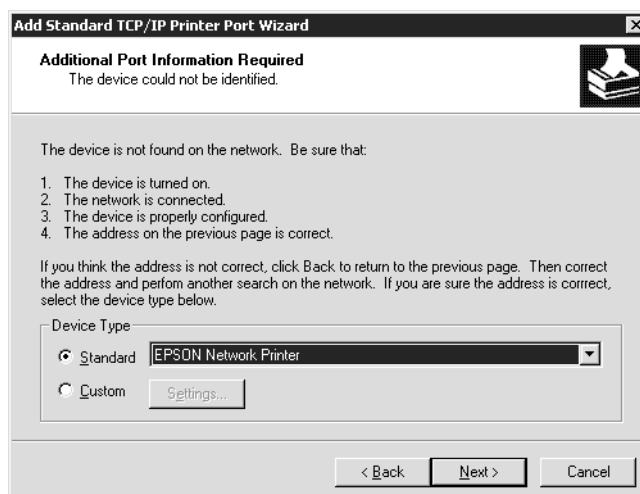 Add Standard TCP/IP Printer Port Wizard
Additional Port Information Required
The device could not be identified.
The device is not found on the network. Be sure that:
1. The device is turned on.
2. The network is connected.
3. The device is properly configured.
4. The address on the previous page is correct.
If you think the address is not correct, click Back to return to the previous page. Then correct
the address and perfom another search on the network. If you are sure the address is corrrect,
select the device type below.
Device Type
Standard EPSON Network Printer
Custom Settings...
< Back Next > Cancel